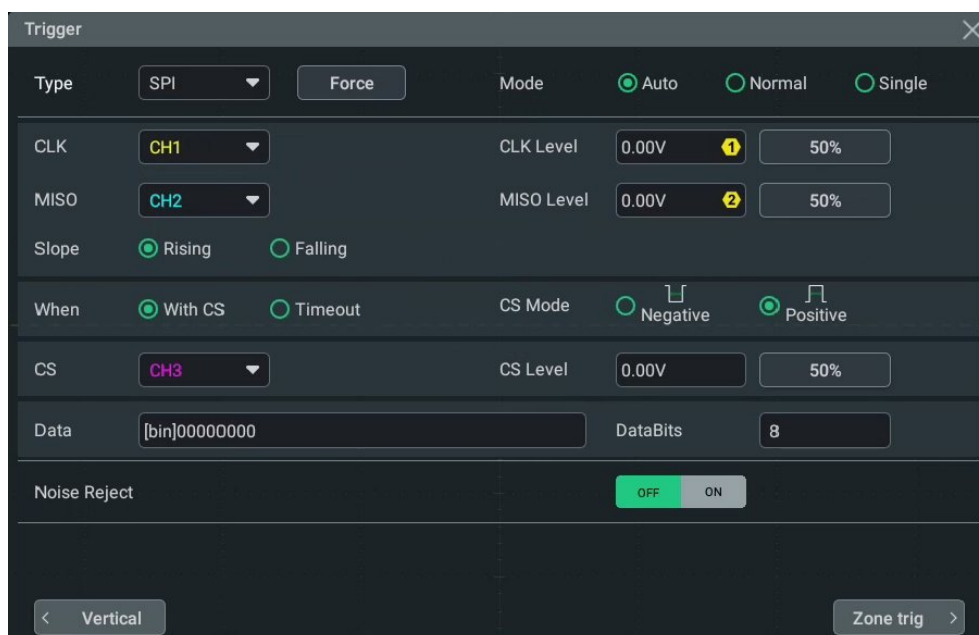 Trigger
Type SPI Force Mode Auto Normal Single
CLK CH1 CLK Level 0.00V 1 50%
MISO CH2 MISO Level 0.00V 2 50%
Slope Rising Falling
When With CS Timeout CS Mode Negative Positive
CS CH3 CS Level 0.00V 50%
Data [bin]00000000 DataBits 8
Noise Reject OFF ON
< Vertical Zone trig >